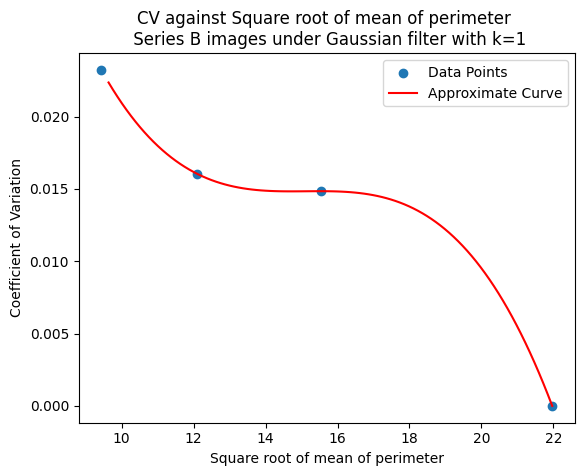 CV against Square root of mean of perimeter
Series B images under Gaussian filter with k=1
Data Points
Approximate Curve
Coefficient of Variation
0.020
0.015
0.010
0.005
0.000
10 12 14 16 18 20 22
Square root of mean of perimeter